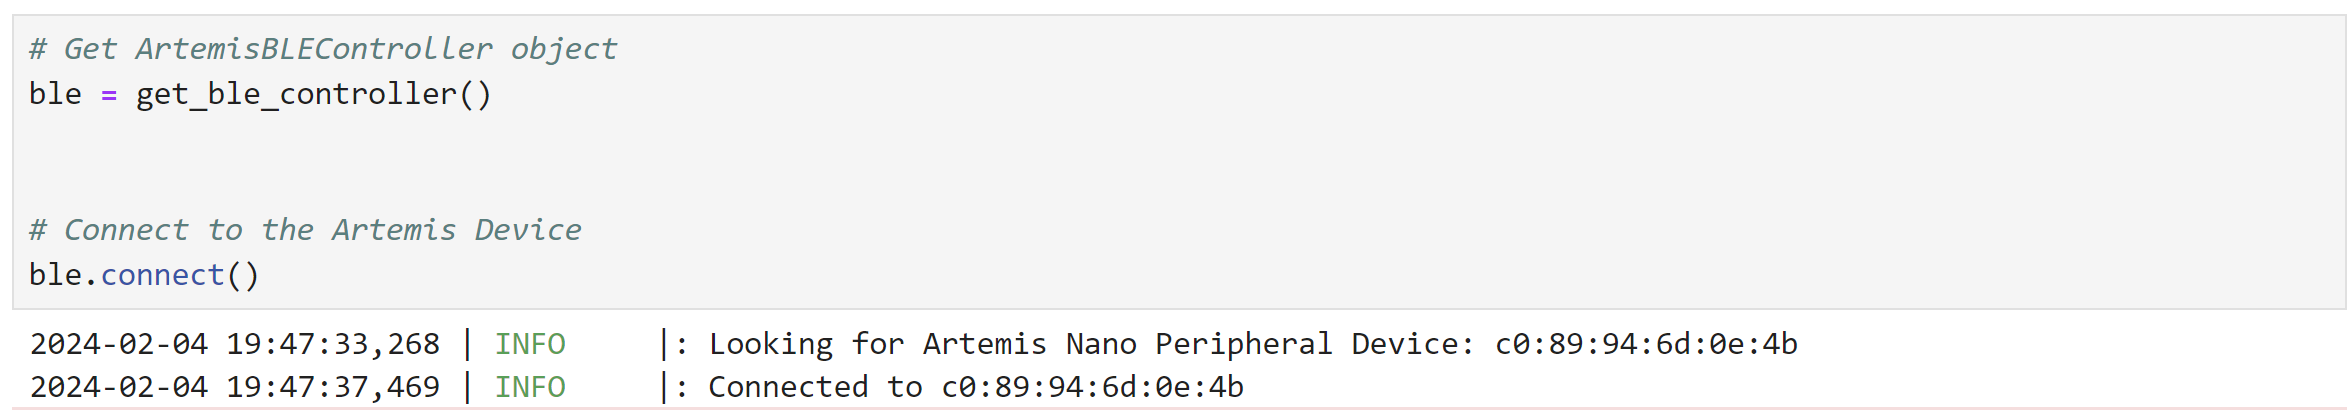 # Get ArtemisBLEController object
ble = get_ble_controller()
# Connect to the Artemis Device
ble.connect()
2024-02-04 19:47:33,268 | INFO     |: Looking for Artemis Nano Peripheral Device: c0:89:94:6d:0e:4b
2024-02-04 19:47:37,469 | INFO     |: Connected to c0:89:94:6d:0e:4b